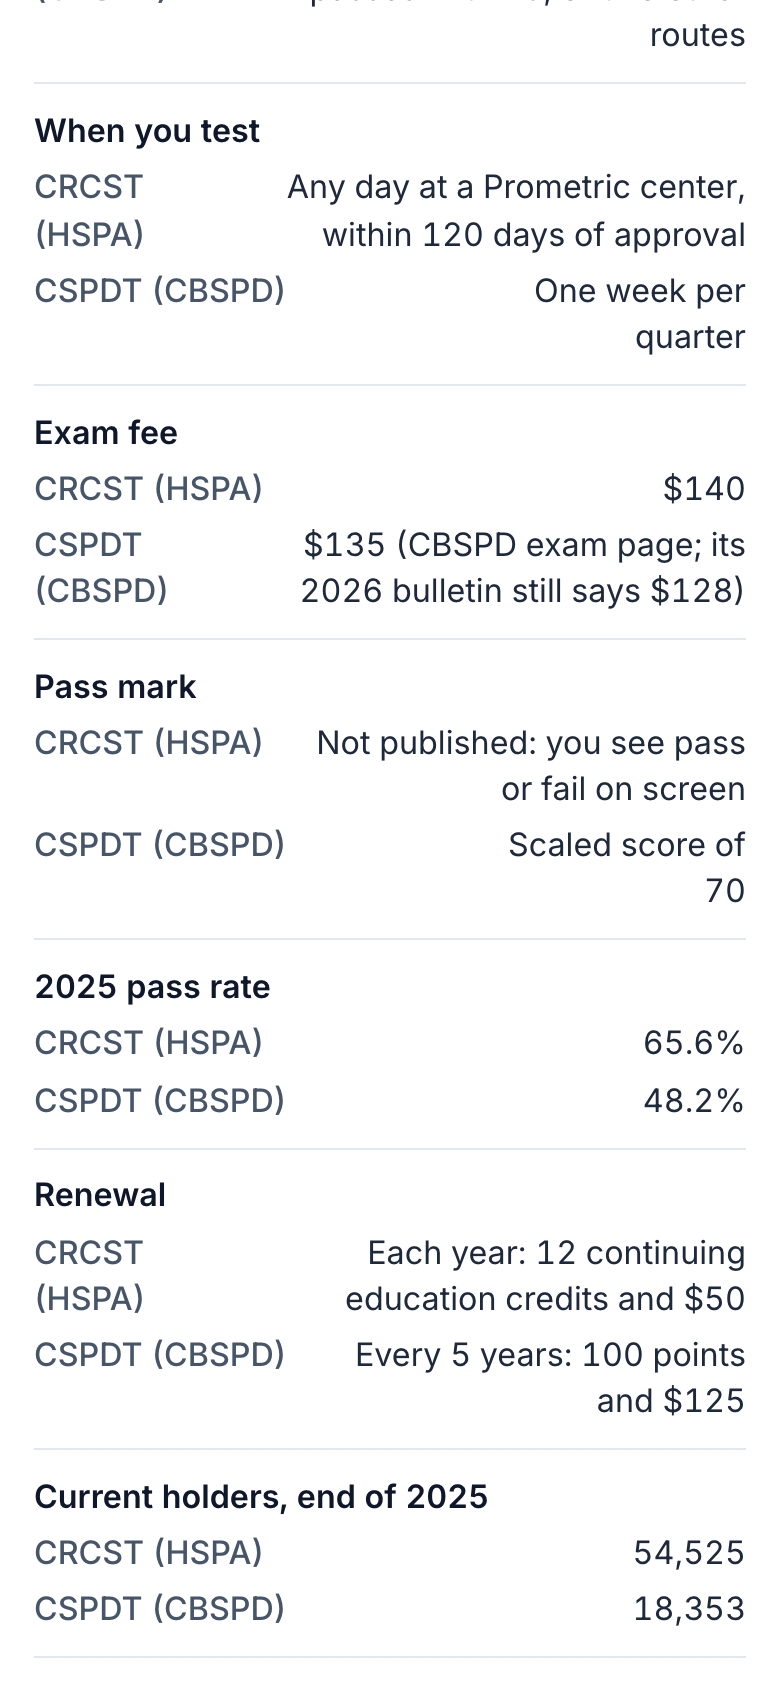 routes
When you test
CRCST Any day at a Prometric center,
(HSPA) within 120 days of approval
CSPDT (CBSPD) One week per
quarter
Exam fee
CRCST (HSPA) $140
CSPDT $135 (CBSPD exam page; its
(CBSPD) 2026 bulletin still says $128)
Pass mark
CRCST (HSPA) Not published: you see pass
or fail on screen
CSPDT (CBSPD) Scaled score of
70
2025 pass rate
CRCST (HSPA) 65.6%
CSPDT (CBSPD) 48.2%
Renewal
CRCST Each year: 12 continuing
(HSPA) education credits and $50
CSPDT (CBSPD) Every 5 years: 100 points
and $125
Current holders, end of 2025
CRCST (HSPA) 54,525
CSPDT (CBSPD) 18,353